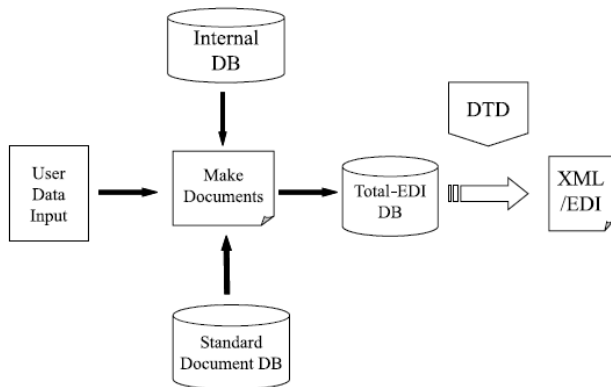 Internal
DB
DTD
User
Data
Input
Make
Documents
Total-EDI
DB
XML
/EDI
Standard
Document DB